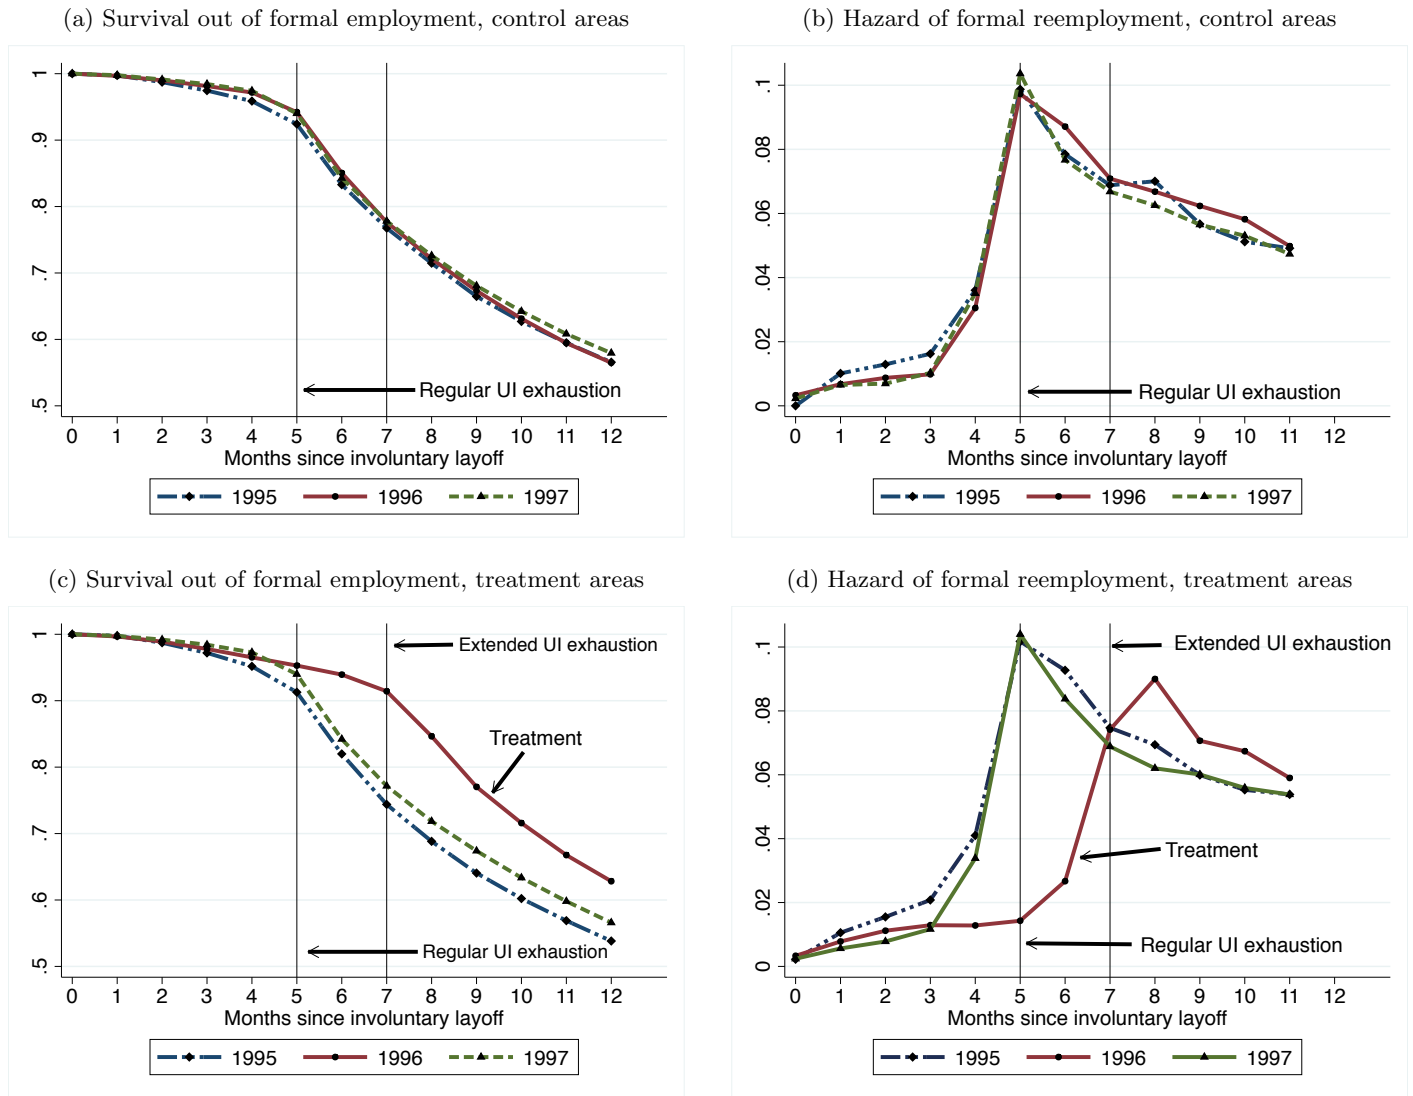 (a) Survival out of formal employment, control areas
1
.9
.8
.7
.6
.5
Regular UI exhaustion
0 1 2 3 4 5 6 7 8 9 10 11 12
Months since involuntary layoff
1995 1996 1997
(b) Hazard of formal reemployment, control areas
.1
.08
.06
.04
.02
0
Regular UI exhaustion
0 1 2 3 4 5 6 7 8 9 10 11 12
Months since involuntary layoff
1995 1996 1997
(c) Survival out of formal employment, treatment areas
1
.9
.8
.7
.6
.5
Extended UI exhaustion
Treatment
Regular UI exhaustion
0 1 2 3 4 5 6 7 8 9 10 11 12
Months since involuntary layoff
1995 1996 1997
(d) Hazard of formal reemployment, treatment areas
.1
.08
.06
.04
.02
0
Extended UI exhaustion
Treatment
Regular UI exhaustion
0 1 2 3 4 5 6 7 8 9 10 11 12
Months since involuntary layoff
1995 1996 1997